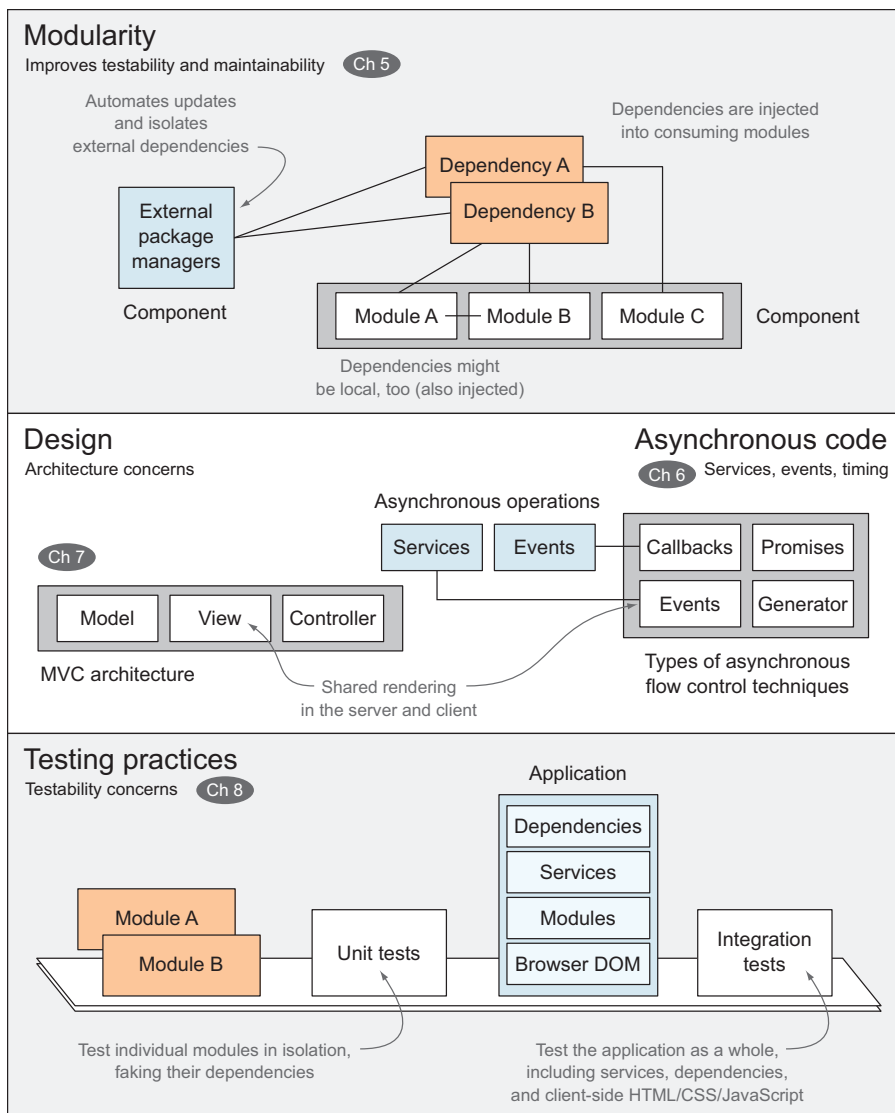 Modularity
Improves testability and maintainability
Ch 5
Automates updates
and isolates
external dependencies
Dependencies are injected
into consuming modules
Dependency A
Dependency B
External
package
managers
Component
Module A
Module B
Module C
Component
Dependencies might
be local, too (also injected)
Design
Architecture concerns
Asynchronous code
Ch 6
Services, events, timing
Asynchronous operations
Services
Events
Callbacks
Promises
Events
Generator
Types of asynchronous
flow control techniques
Ch 7
Model
View
Controller
MVC architecture
Shared rendering
in the server and client
Testing practices
Testability concerns
Ch 8
Application
Dependencies
Services
Modules
Browser DOM
Module A
Module B
Unit tests
Integration
tests
Test individual modules in isolation,
faking their dependencies
Test the application as a whole,
including services, dependencies,
and client-side HTML/CSS/JavaScript